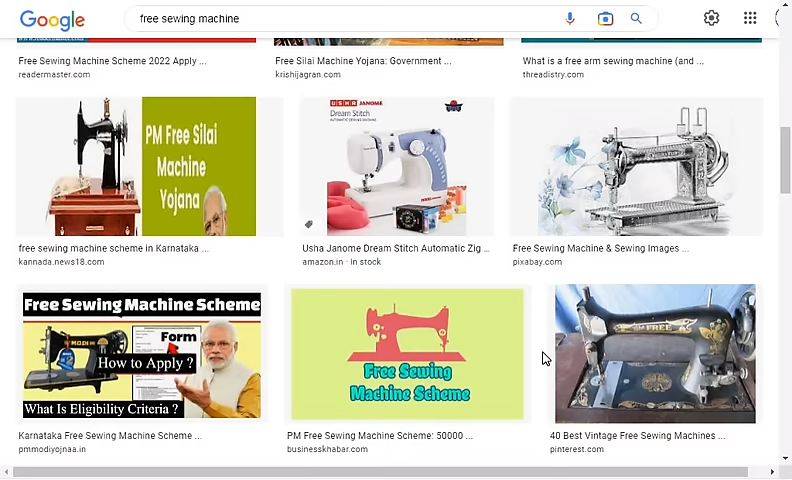 Google
free sewing machine
Free Sewing Machine Scheme 2022 Apply ...
readermaster.com
Free Silai Machine Yojana: Government ...
krishijagran.com
What is a free arm sewing machine (and ...
threadistry.com
PM Free Silai
Machine
Yojana
free sewing machine scheme in Karnataka ...
kannada.news18.com
USHA JANOME
Dream Stitch
Usha Janome Dream Stitch Automatic Zig ...
amazon.in · In stock
Free Sewing Machine & Sewing Images ...
pixabay.com
Free Sewing Machine Scheme
MODI
Form
How to Apply ?
What Is Eligibility Criteria ?
Karnataka Free Sewing Machine Scheme ...
pmmodiyojnaa.in
Free Sewing
Machine Scheme
PM Free Sewing Machine Scheme: 50000 ...
businesskhabar.com
FREE
40 Best Vintage Free Sewing Machines ...
pinterest.com